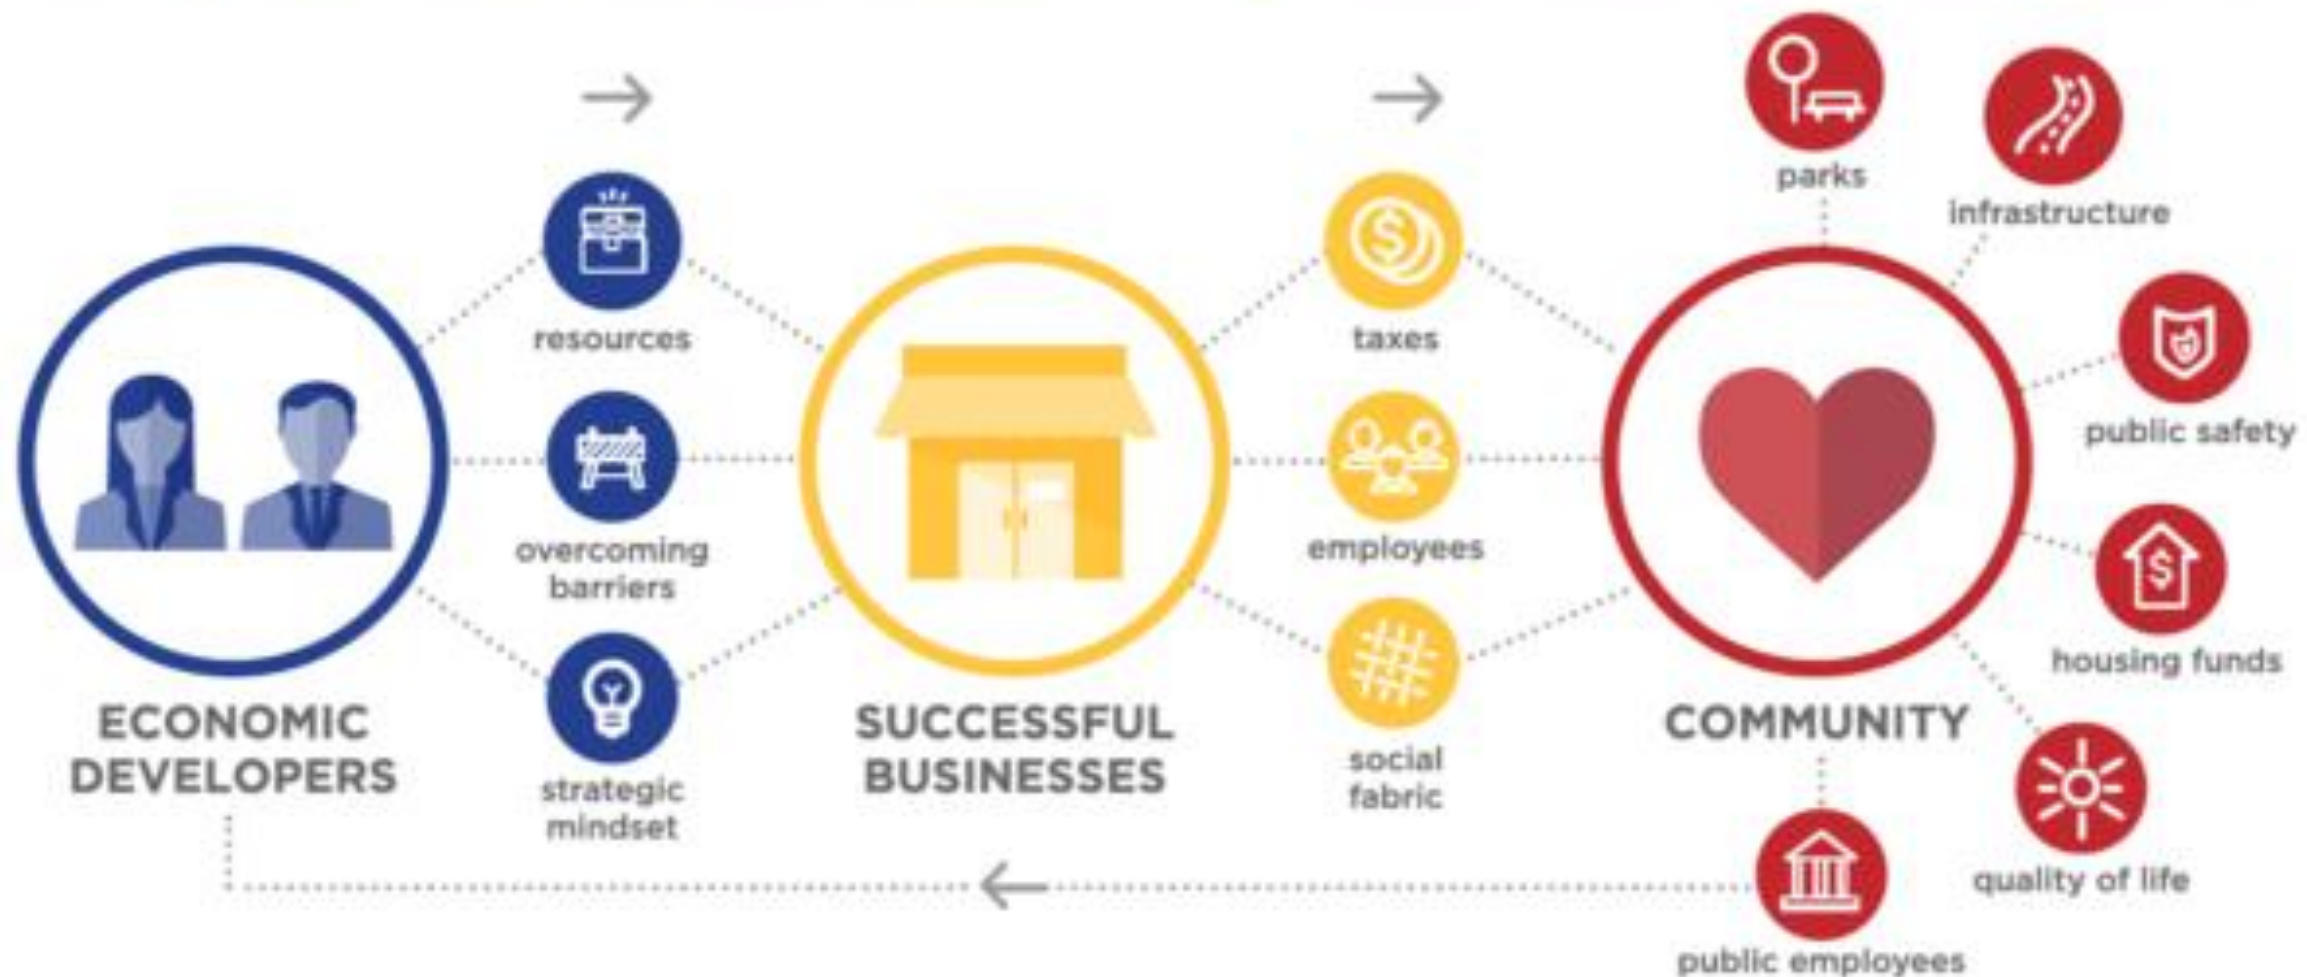 parks
infrastructure
resources
taxes
public safety
overcoming
barriers
employees
housing funds
ECONOMIC
DEVELOPERS
SUCCESSFUL
BUSINESSES
COMMUNITY
strategic
mindset
social
fabric
quality of life
public employees